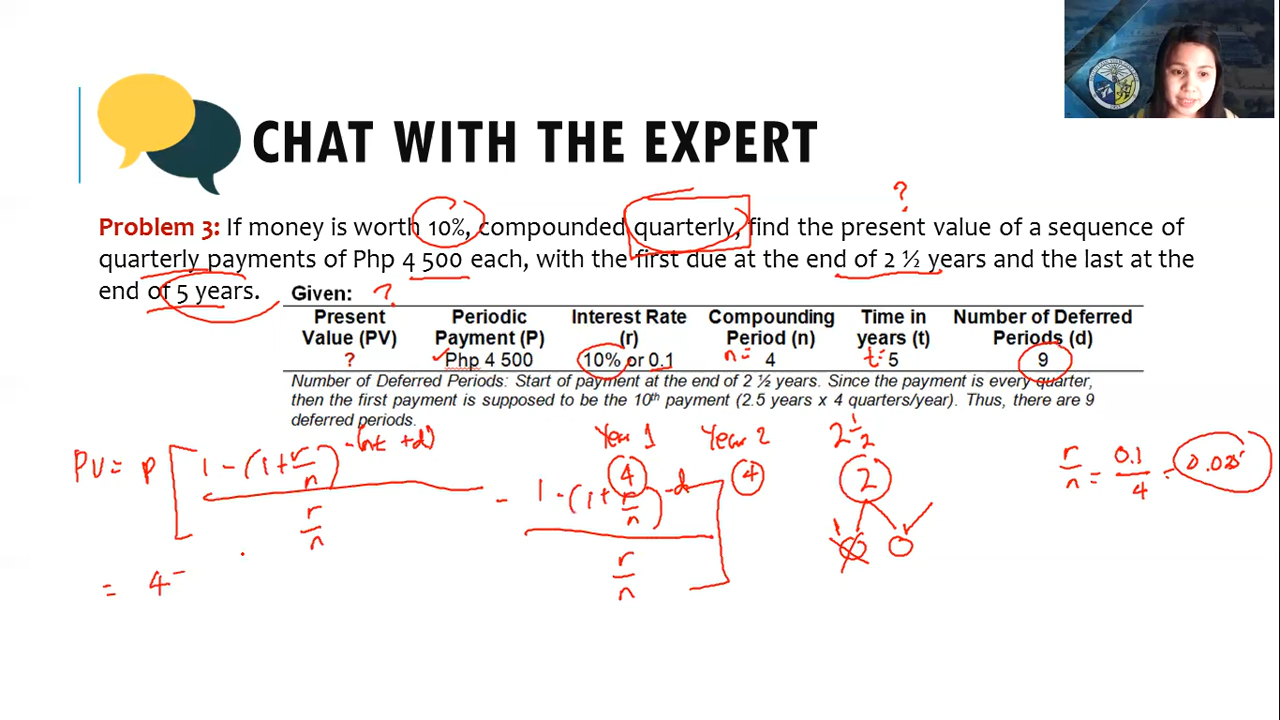 CHAT WITH THE EXPERT
?
Problem 3: If money is worth 10%, compounded quarterly, find the present value of a sequence of
quarterly payments of Php 4 500 each, with the first due at the end of 2 ½ years and the last at the
end of 5 years.
Given: ?
Present Value (PV) Periodic Payment (P) Interest Rate (r) Compounding Period (n) Time in years (t) Number of Deferred Periods (d)
? Php 4 500 10% or 0.1 n= 4 t= 5 9
Number of Deferred Periods: Start of payment at the end of 2 ½ years. Since the payment is every quarter,
then the first payment is supposed to be the 10th payment (2.5 years x 4 quarters/year). Thus, there are 9
deferred periods.
Year 1 Year 2 2 1/2
4 4 2
PV = P [ 1 - (1 + r/n)^-(nt + d) / r/n - 1 - (1 + r/n)^-d / r/n ]
r/n = 0.1/4 = 0.025
= 4